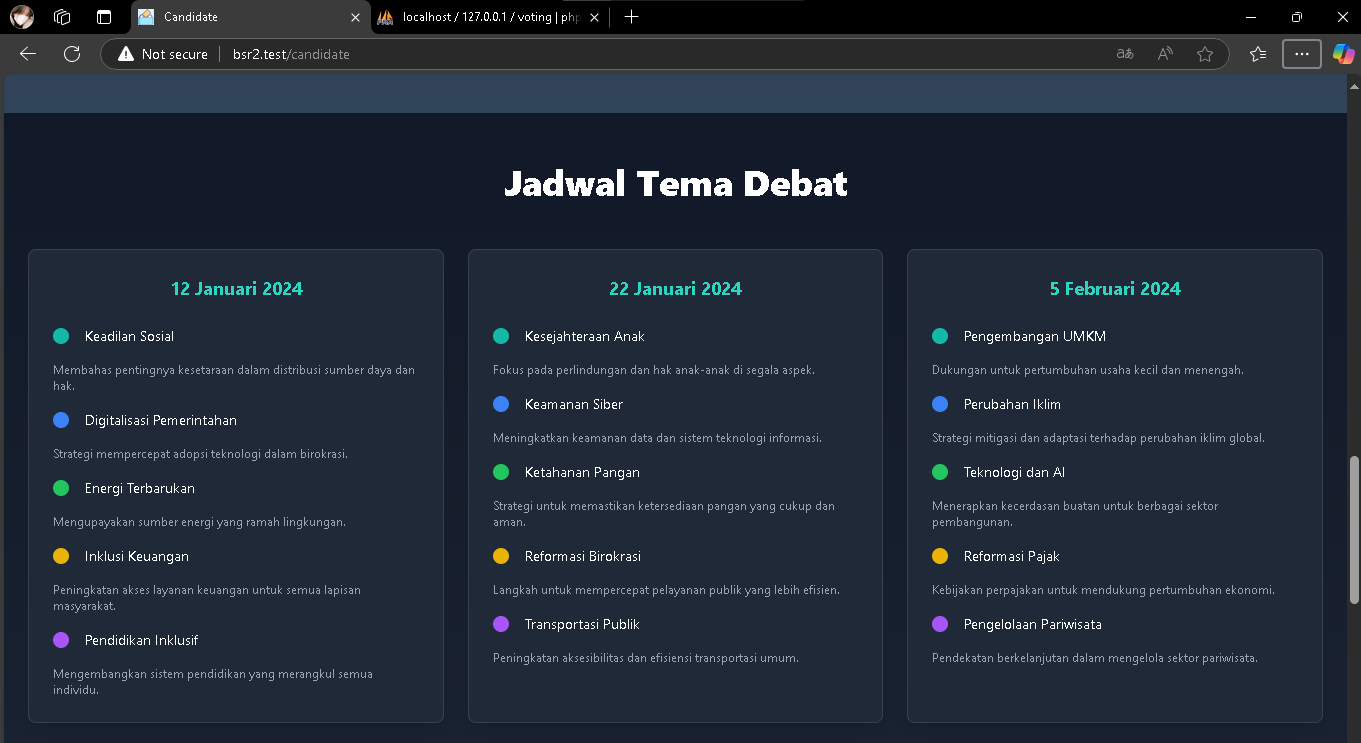 Candidate
localhost / 127.0.0.1 / voting | php
Not secure
bsr2.test/candidate
Jadwal Tema Debat
12 Januari 2024
Keadilan Sosial
Membahas pentingnya kesetaraan dalam distribusi sumber daya dan
hak.
Digitalisasi Pemerintahan
Strategi mempercepat adopsi teknologi dalam birokrasi.
Energi Terbarukan
Mengupayakan sumber energi yang ramah lingkungan.
Inklusi Keuangan
Peningkatan akses layanan keuangan untuk semua lapisan
masyarakat.
Pendidikan Inklusif
Mengembangkan sistem pendidikan yang merangkul semua
individu.
22 Januari 2024
Kesejahteraan Anak
Fokus pada perlindungan dan hak anak-anak di segala aspek.
Keamanan Siber
Meningkatkan keamanan data dan sistem teknologi informasi.
Ketahanan Pangan
Strategi untuk memastikan ketersediaan pangan yang cukup dan
aman.
Reformasi Birokrasi
Langkah untuk mempercepat pelayanan publik yang lebih efisien.
Transportasi Publik
Peningkatan aksesibilitas dan efisiensi transportasi umum.
5 Februari 2024
Pengembangan UMKM
Dukungan untuk pertumbuhan usaha kecil dan menengah.
Perubahan Iklim
Strategi mitigasi dan adaptasi terhadap perubahan iklim global.
Teknologi dan AI
Menerapkan kecerdasan buatan untuk berbagai sektor
pembangunan.
Reformasi Pajak
Kebijakan perpajakan untuk mendukung pertumbuhan ekonomi.
Pengelolaan Pariwisata
Pendekatan berkelanjutan dalam mengelola sektor pariwisata.